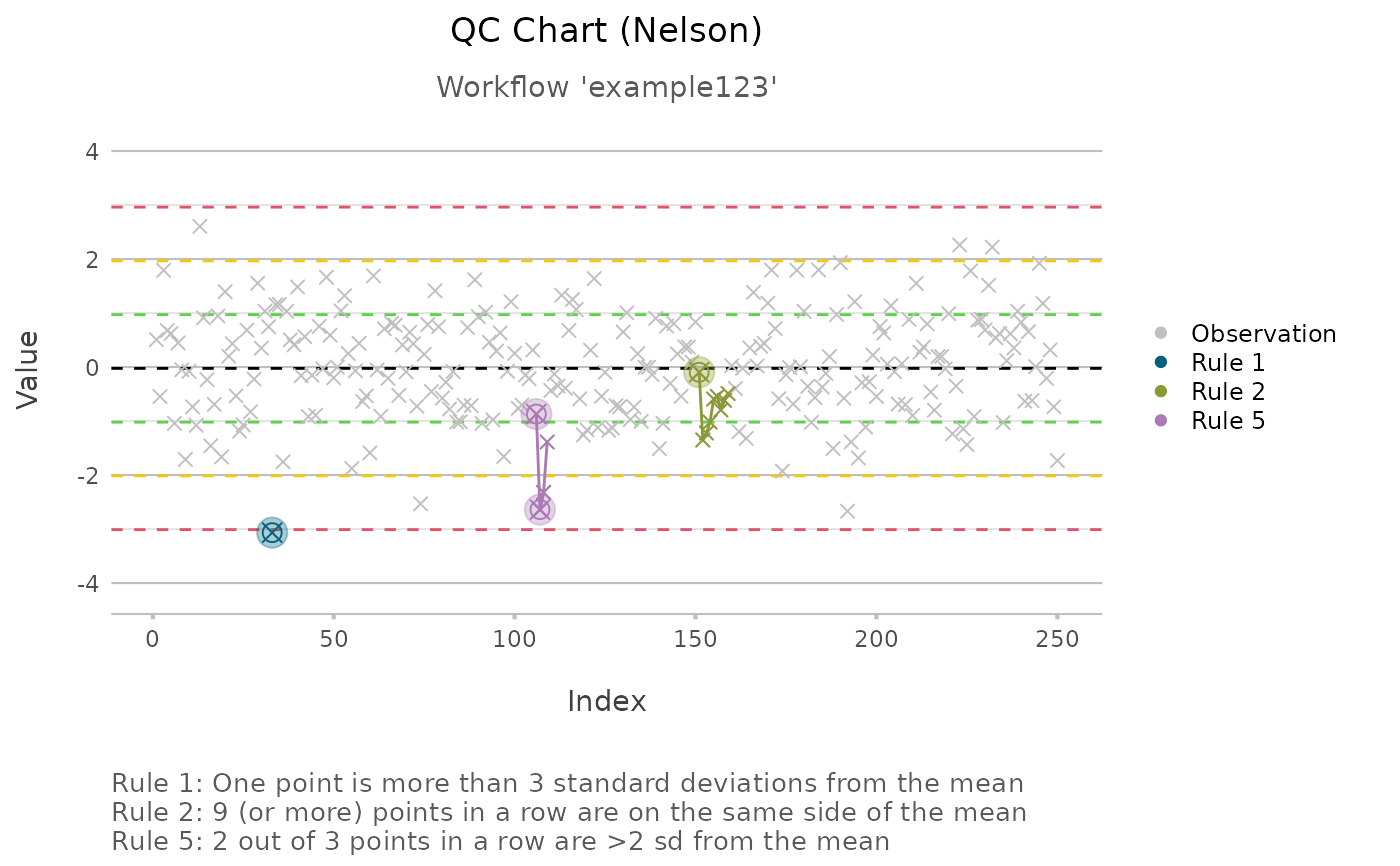 QC Chart (Nelson)
Workflow 'example123'
4
2
0
-2
-4
Value
0 50 100 150 200 250
Index
Observation
Rule 1
Rule 2
Rule 5
Rule 1: One point is more than 3 standard deviations from the mean
Rule 2: 9 (or more) points in a row are on the same side of the mean
Rule 5: 2 out of 3 points in a row are >2 sd from the mean